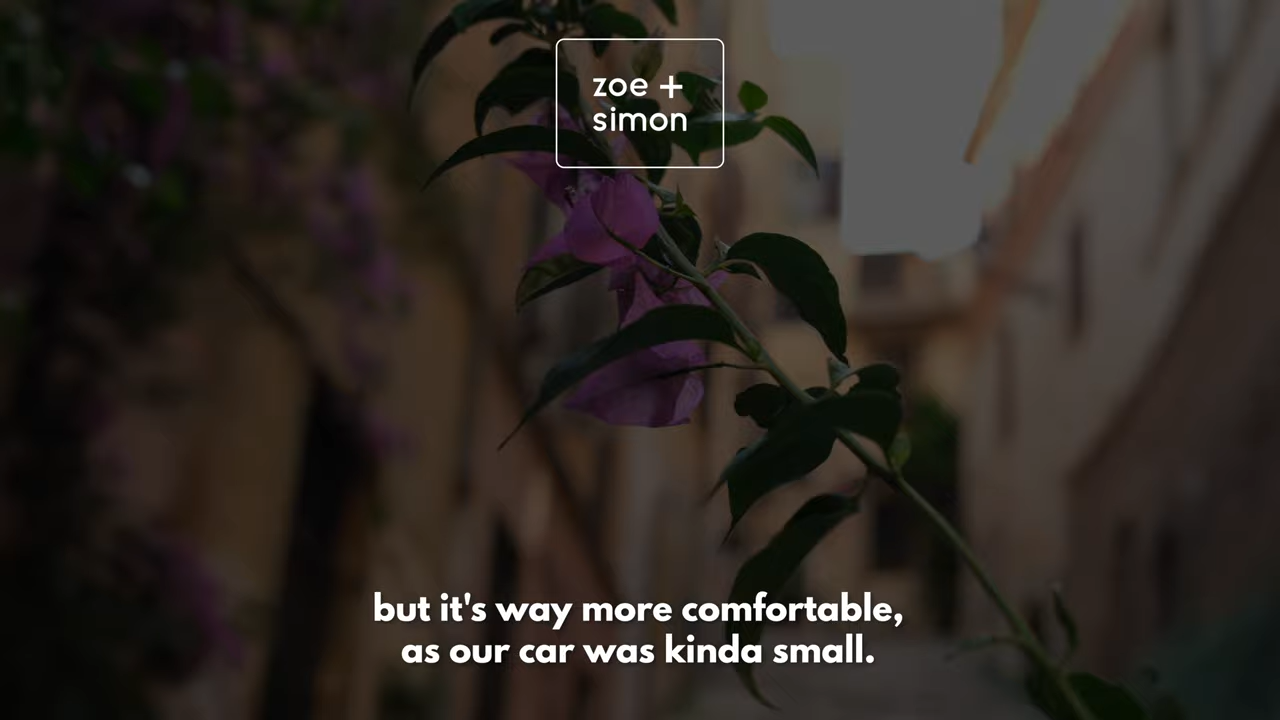 zoe +
simon
but it's way more comfortable,
as our car was kinda small.